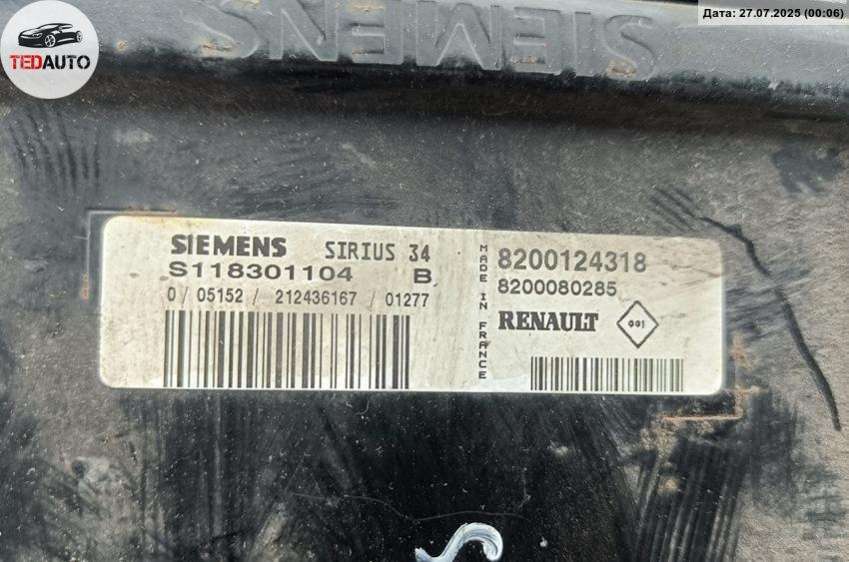 Дата: 27.07.2025 (00:06)
TEDAUTO
SIEMENS
SIEMENS SIRIUS 34
S118301104 B
0 / 05152 / 212436167 / 01277
MADE IN FRANCE
8200124318
8200080285
RENAULT 001
S